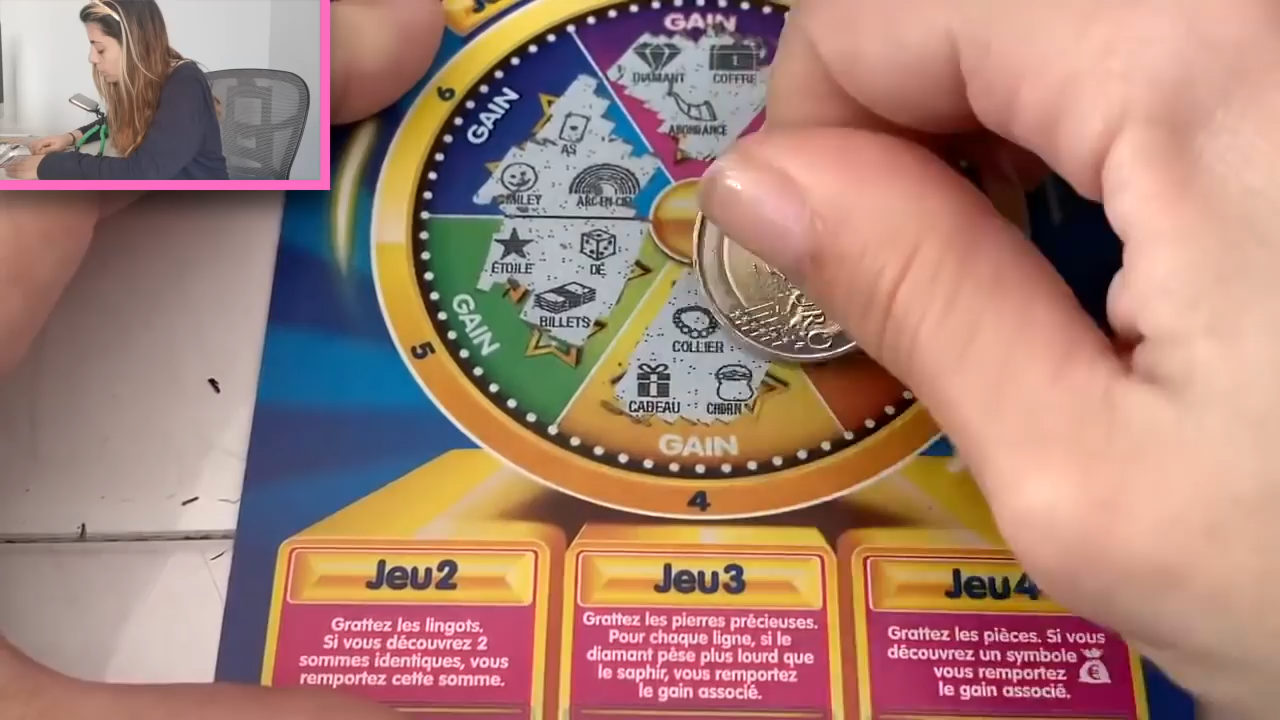 GAIN
DIAMANT COFFRE
ABONDANCE
6
GAIN
AS
SMILEY ARC-EN-CIEL
ÉTOILE DÉ
BILLETS
GAIN
5
COLLIER
CADEAU
GAIN
4
Jeu2
Grattez les lingots.
Si vous découvrez 2
sommes identiques, vous
remportez cette somme.
Jeu3
Grattez les pierres précieuses.
Pour chaque ligne, si le
diamant pèse plus lourd que
le saphir, vous remportez
le gain associé.
Jeu4
Grattez les pièces. Si vous
découvrez un symbole €
vous remportez
le gain associé.